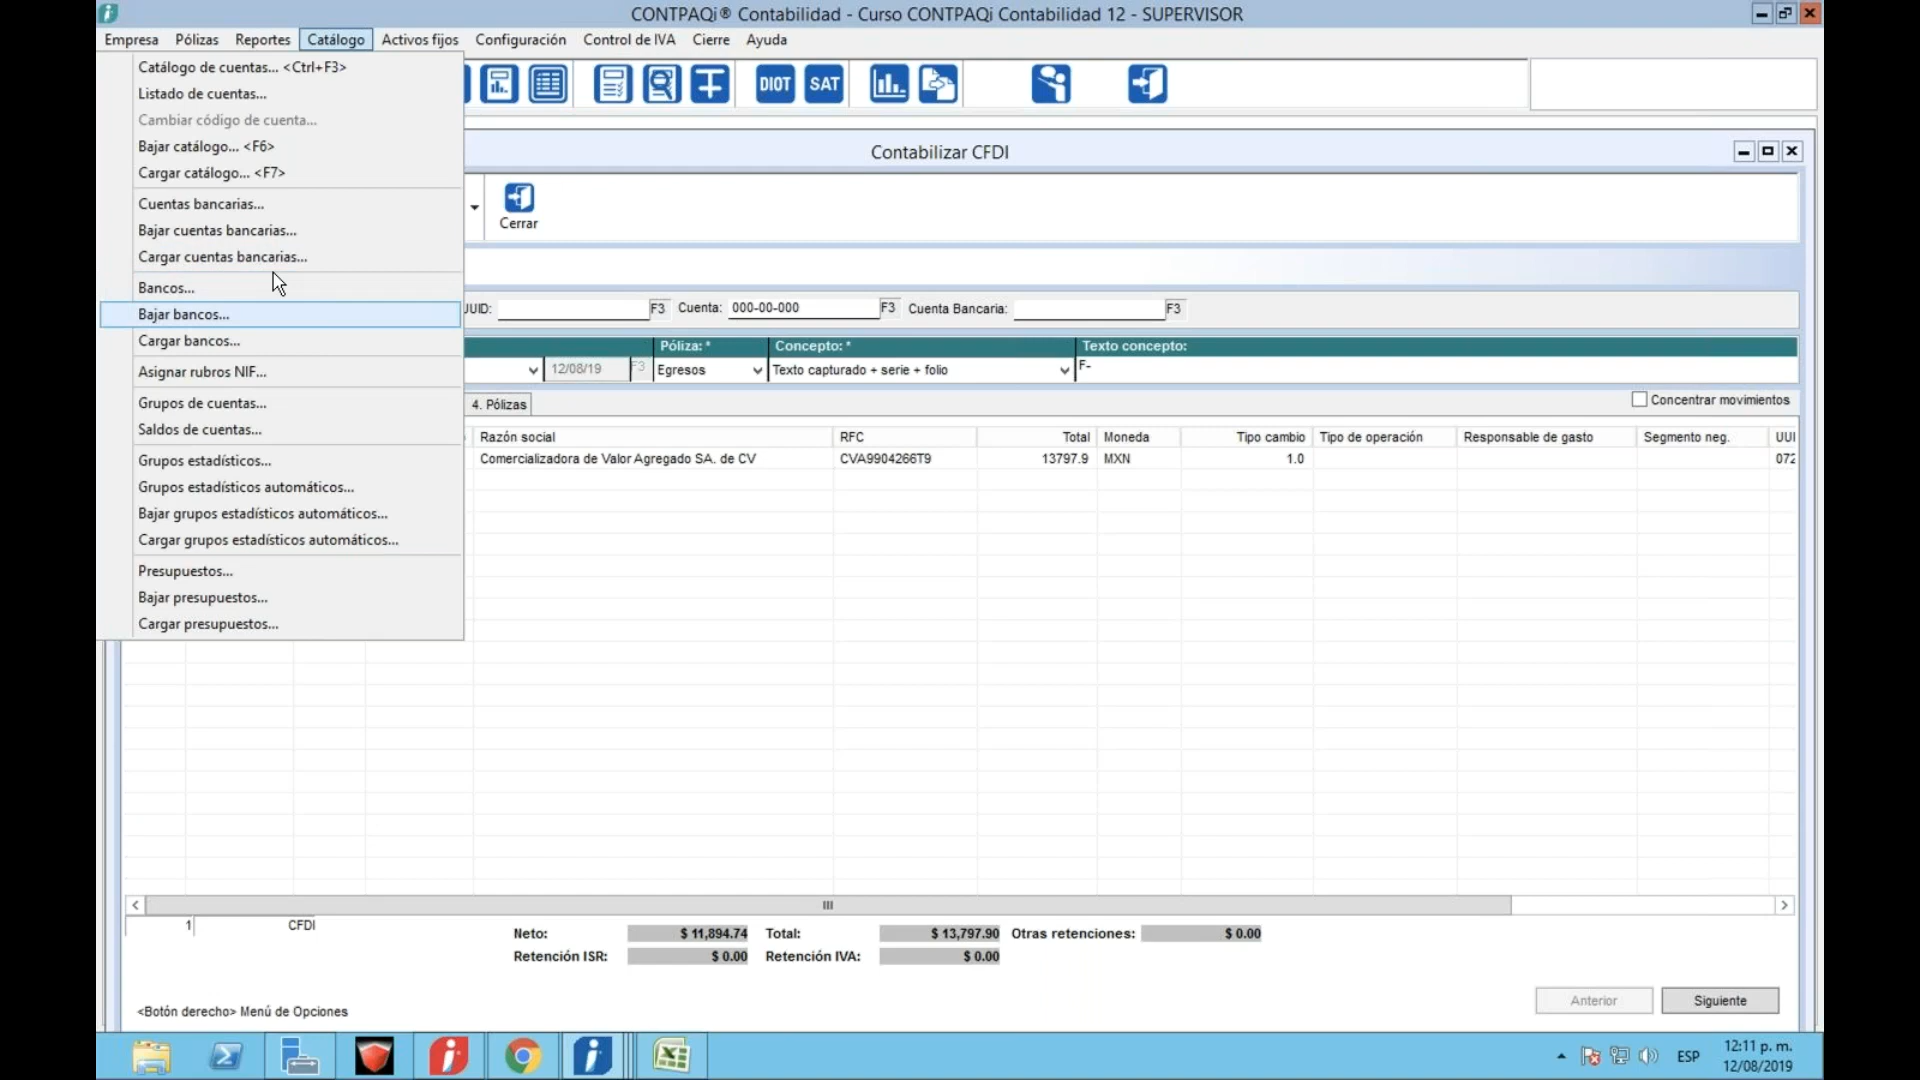 CONTPAQi® Contabilidad - Curso CONTPAQi Contabilidad 12 - SUPERVISOR
Empresa Pólizas Reportes Catálogo Activos fijos Configuración Control de IVA Cierre Ayuda
Catálogo de cuentas... <Ctrl+F3>
Listado de cuentas...
Cambiar código de cuenta...
Bajar catálogo... <F6>
Cargar catálogo... <F7>
Cuentas bancarias...
Bajar cuentas bancarias...
Cargar cuentas bancarias...
Bancos...
Bajar bancos...
Cargar bancos...
Asignar rubros NIF...
Grupos de cuentas...
Saldos de cuentas...
Grupos estadísticos...
Grupos estadísticos automáticos...
Bajar grupos estadísticos automáticos...
Cargar grupos estadísticos automáticos...
Presupuestos...
Bajar presupuestos...
Cargar presupuestos...
DIOT SAT
Contabilizar CFDI
Cerrar
UUID: F3 Cuenta: 000-00-000 F3 Cuenta Bancaria: F3
Póliza: * Concepto: * Texto concepto:
12/08/19 F3 Egresos Texto capturado + serie + folio F-
4. Pólizas Concentrar movimientos
Razón social RFC Total Moneda Tipo cambio Tipo de operación Responsable de gasto Segmento neg. UUI
Comercializadora de Valor Agregado SA. de CV CVA9904266T9 13797.9 MXN 1.0 072
1 CFDI
Neto: $ 11,894.74 Total: $ 13,797.90 Otras retenciones: $ 0.00
Retención ISR: $ 0.00 Retención IVA: $ 0.00
<Botón derecho> Menú de Opciones
Anterior Siguiente
ESP
12:11 p. m.
12/08/2019